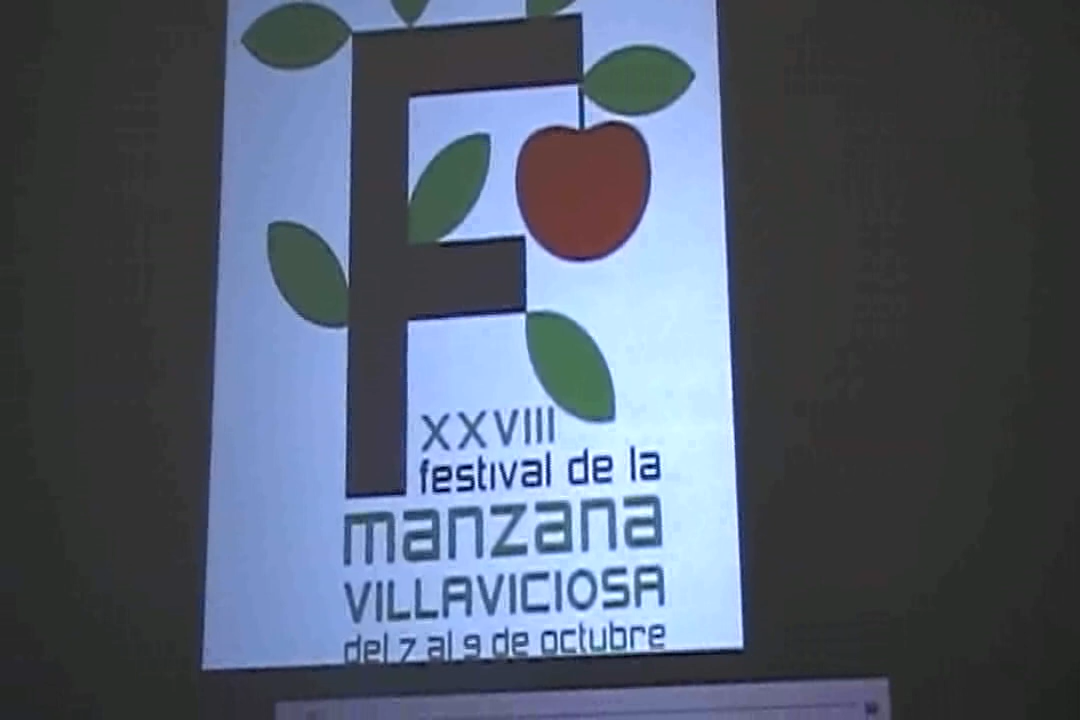 XXVIII
festival de la
manzana
VILLAVICIOSA
del 7 al 9 de octubre